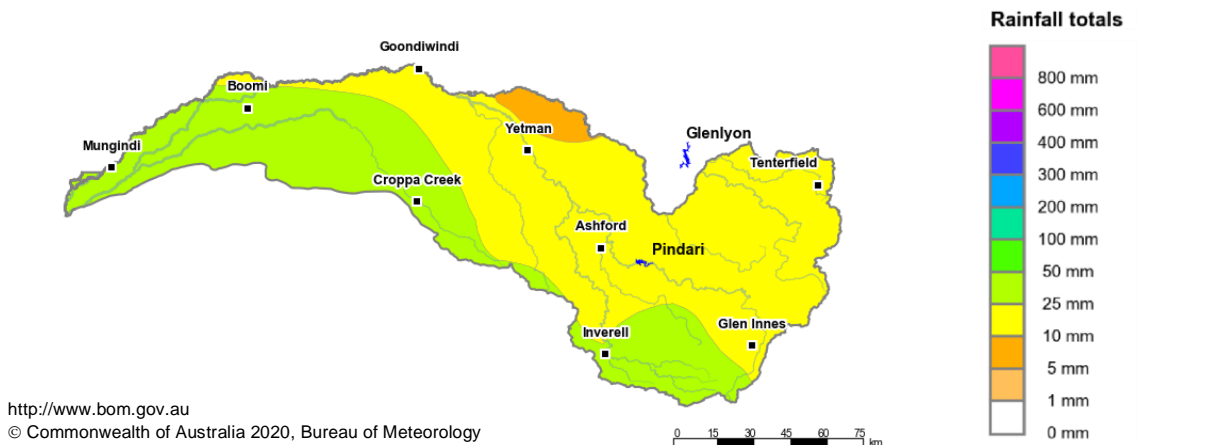 Rainfall totals
Goondiwindi
Boomi
Yetman
Glenlyon
Mungindi
Tenterfield
Croppa Creek
Ashford
Pindari
Inverell
Glen Innes
800 mm
600 mm
400 mm
300 mm
200 mm
100 mm
50 mm
25 mm
10 mm
5 mm
1 mm
0 mm
http://www.bom.gov.au
© Commonwealth of Australia 2020, Bureau of Meteorology
0 15 30 45 60 75
km